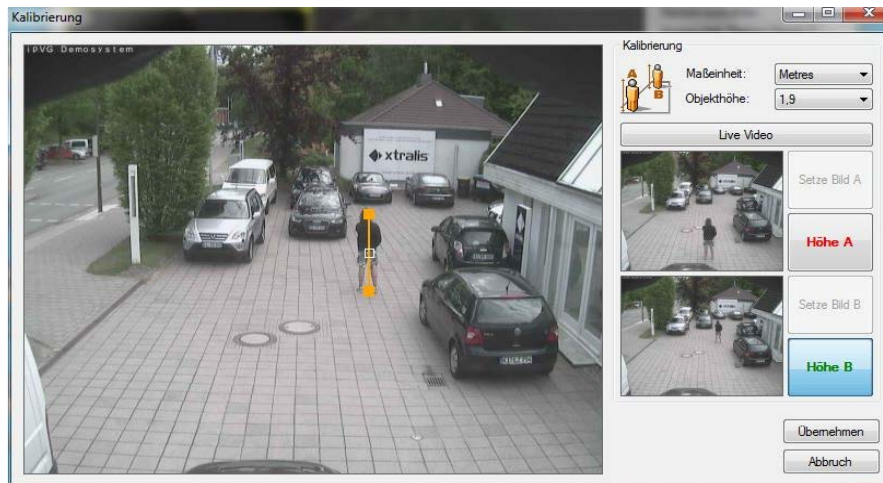 Kalibrierung
ipVG Demosystem
xtralis
Kalibrierung
A
B
Maßeinheit:
Metres
Objekthöhe:
1,9
Live Video
Setze Bild A
Höhe A
Setze Bild B
Höhe B
Übernehmen
Abbruch